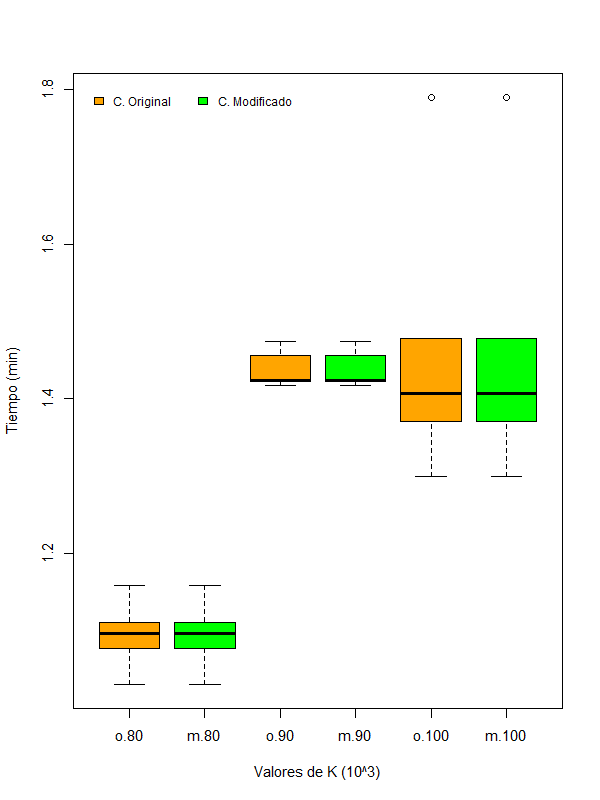 C. Original
C. Modificado
Tiempo (min)
1.8
1.6
1.4
1.2
o.80 m.80 o.90 m.90 o.100 m.100
Valores de K (10^3)